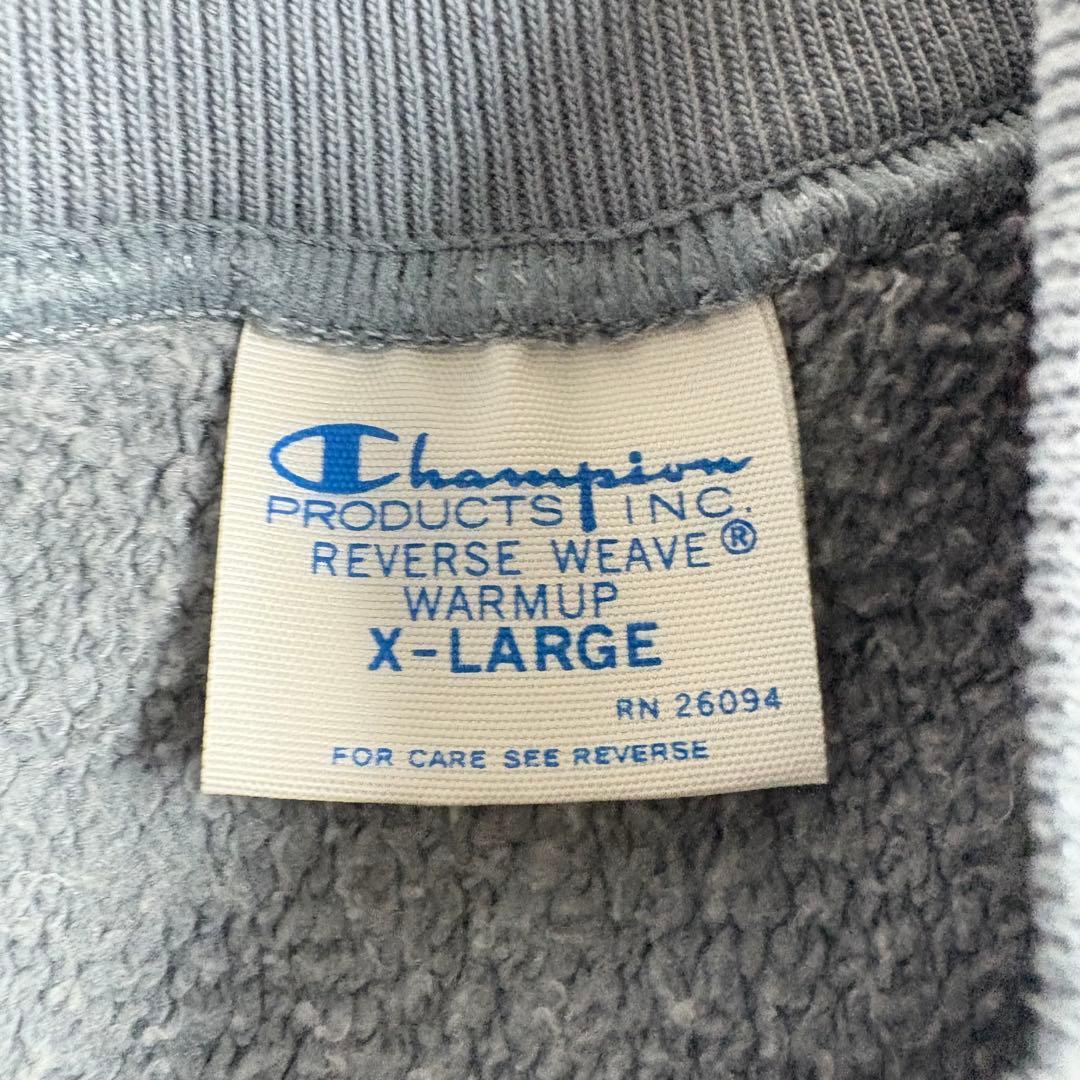 Champion
PRODUCTS INC.
REVERSE WEAVE®
WARMUP
X-LARGE
RN 26094
FOR CARE SEE REVERSE